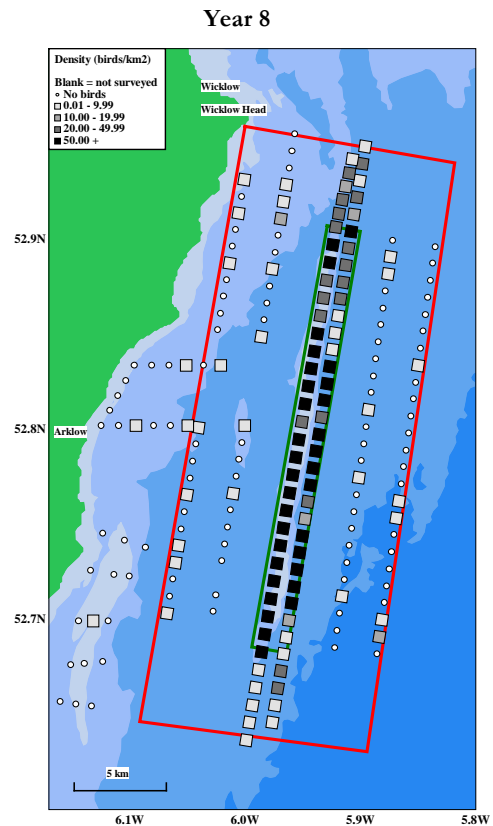 Year 8
Density (birds/km2)
Blank = not surveyed
No birds
0.01 - 9.99
10.00 - 19.99
20.00 - 49.99
50.00 +
Wicklow
Wicklow Head
52.9N
52.8N
Arklow
52.7N
5 km
6.1W 6.0W 5.9W 5.8W